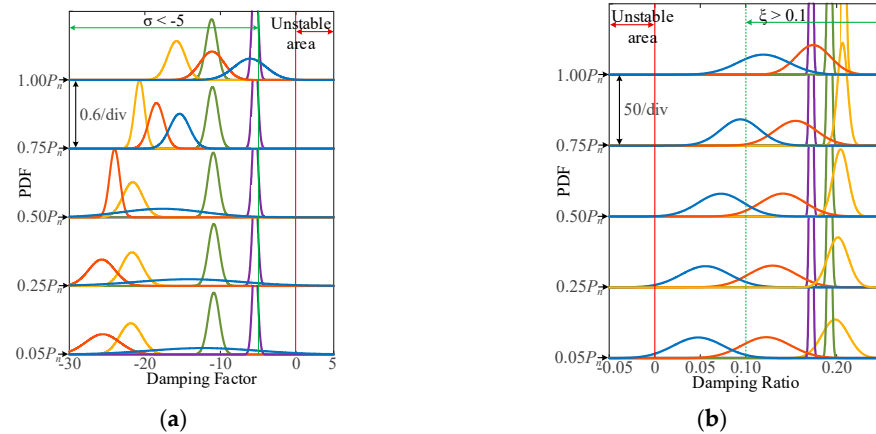 σ < -5
Unstable
area
1.00Pn
0.6/div
0.75Pn
PDF
0.50Pn
0.25Pn
0.05Pn
-30
-20
-10
0
5
Damping Factor
(a)
Unstable
area
ξ > 0.1
1.00Pn
50/div
0.75Pn
PDF
0.50Pn
0.25Pn
0.05Pn
-0.05
0
0.05
0.10
0.20
Damping Ratio
(b)